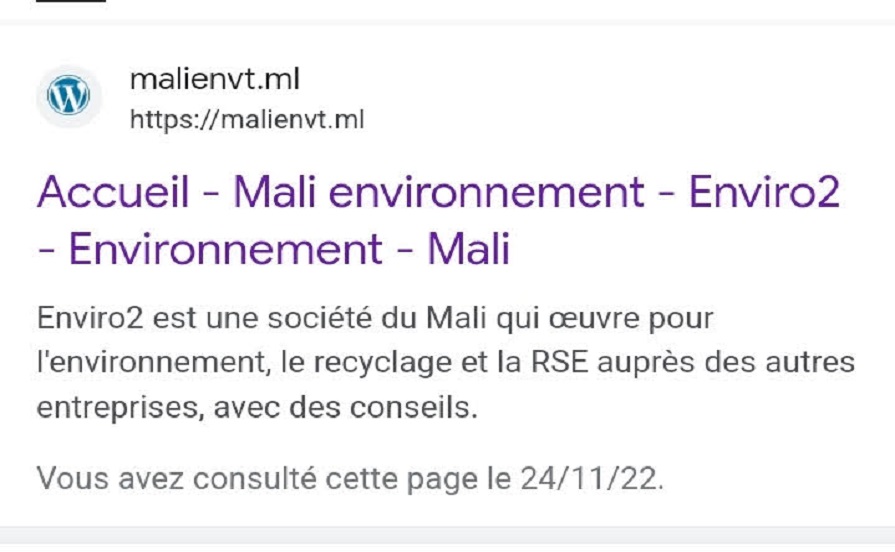 malienvt.ml
https://malienvt.ml
Accueil - Mali environnement - Enviro2
- Environnement - Mali
Enviro2 est une société du Mali qui œuvre pour
l'environnement, le recyclage et la RSE auprès des autres
entreprises, avec des conseils.
Vous avez consulté cette page le 24/11/22.